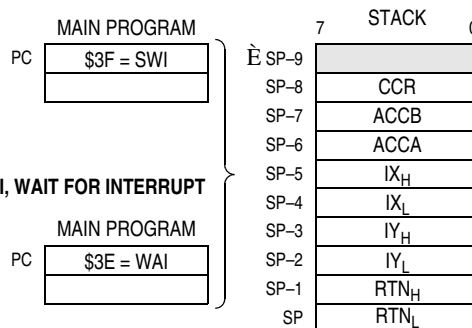 MAIN PROGRAM
PC
$3F = SWI
I, WAIT FOR INTERRUPT
MAIN PROGRAM
PC
$3E = WAI
7 STACK 0
È SP–9
SP–8 CCR
SP–7 ACCB
SP–6 ACCA
SP–5 IXH
SP–4 IXL
SP–3 IYH
SP–2 IYL
SP–1 RTNH
SP RTNL